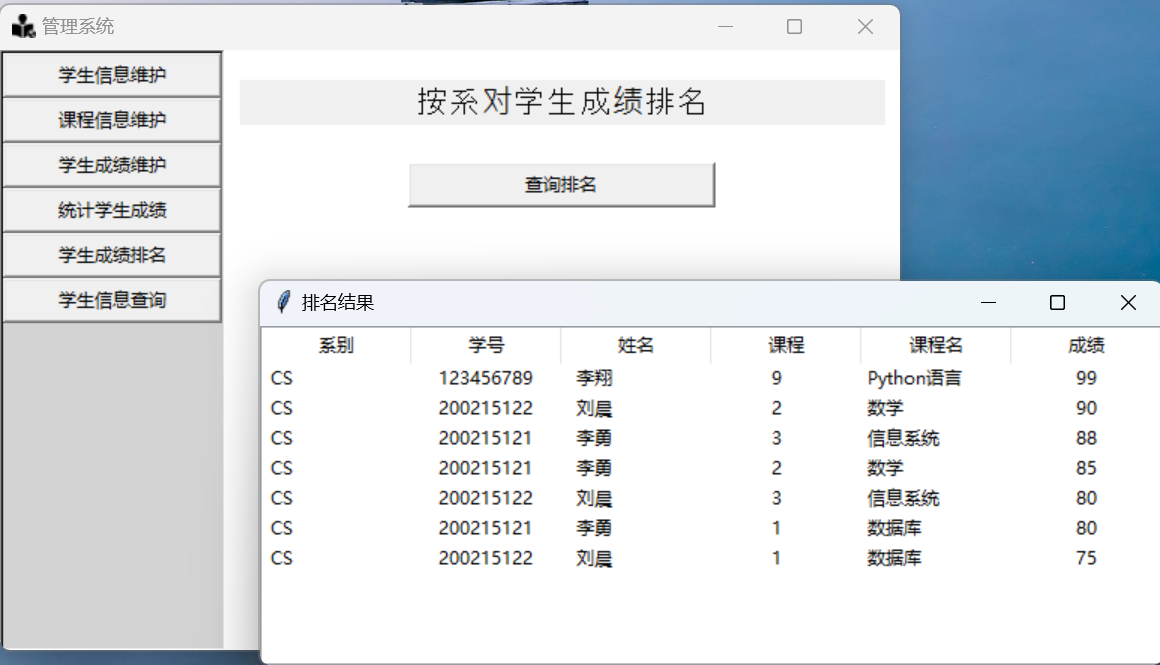 管理系统
学生信息维护
课程信息维护
学生成绩维护
统计学生成绩
学生成绩排名
学生信息查询
按系对学生成绩排名
查询排名
排名结果
系别 学号 姓名 课程 课程名 成绩
CS 123456789 李翔 9 Python语言 99
CS 200215122 刘晨 2 数学 90
CS 200215121 李勇 3 信息系统 88
CS 200215121 李勇 2 数学 85
CS 200215122 刘晨 3 信息系统 80
CS 200215121 李勇 1 数据库 80
CS 200215122 刘晨 1 数据库 75